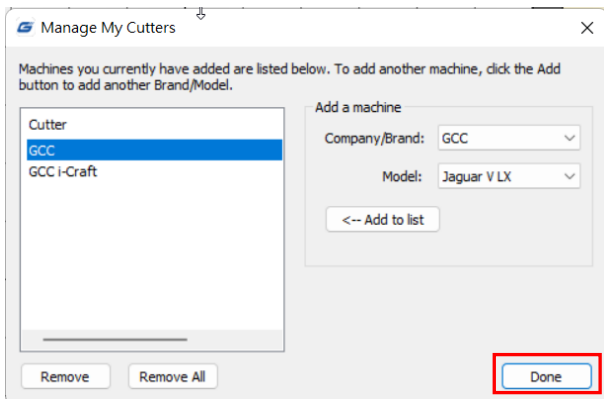 Manage My Cutters
Machines you currently have added are listed below. To add another machine, click the Add
button to add another Brand/Model.
Cutter
GCC
GCC i-Craft
Add a machine
Company/Brand: GCC
Model: Jaguar V LX
<-- Add to list
Remove Remove All Done